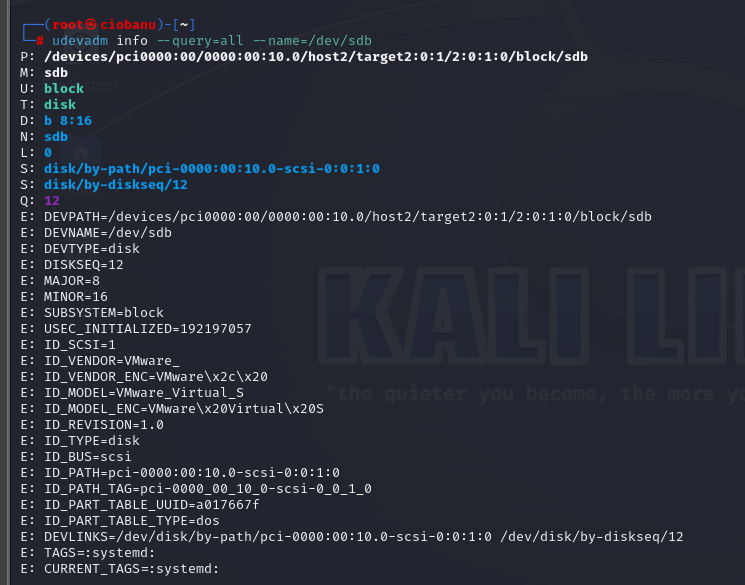 ┌──(root㉿ciobanu)-[~]
└─# udevadm info --query=all --name=/dev/sdb
P: /devices/pci0000:00/0000:00:10.0/host2/target2:0:1/2:0:1:0/block/sdb
M: sdb
U: block
T: disk
D: b 8:16
N: sdb
L: 0
S: disk/by-path/pci-0000:00:10.0-scsi-0:0:1:0
S: disk/by-diskseq/12
Q: 12
E: DEVPATH=/devices/pci0000:00/0000:00:10.0/host2/target2:0:1/2:0:1:0/block/sdb
E: DEVNAME=/dev/sdb
E: DEVTYPE=disk
E: DISKSEQ=12
E: MAJOR=8
E: MINOR=16
E: SUBSYSTEM=block
E: USEC_INITIALIZED=192197057
E: ID_SCSI=1
E: ID_VENDOR=VMware_
E: ID_VENDOR_ENC=VMware\x2c\x20
E: ID_MODEL=VMware_Virtual_S
E: ID_MODEL_ENC=VMware\x20Virtual\x20S
E: ID_REVISION=1.0
E: ID_TYPE=disk
E: ID_BUS=scsi
E: ID_PATH=pci-0000:00:10.0-scsi-0:0:1:0
E: ID_PATH_TAG=pci-0000_00_10_0-scsi-0_0_1_0
E: ID_PART_TABLE_UUID=a017667f
E: ID_PART_TABLE_TYPE=dos
E: DEVLINKS=/dev/disk/by-path/pci-0000:00:10.0-scsi-0:0:1:0 /dev/disk/by-diskseq/12
E: TAGS=:systemd:
E: CURRENT_TAGS=:systemd:
KALI LI
"the quieter you become, the more yo